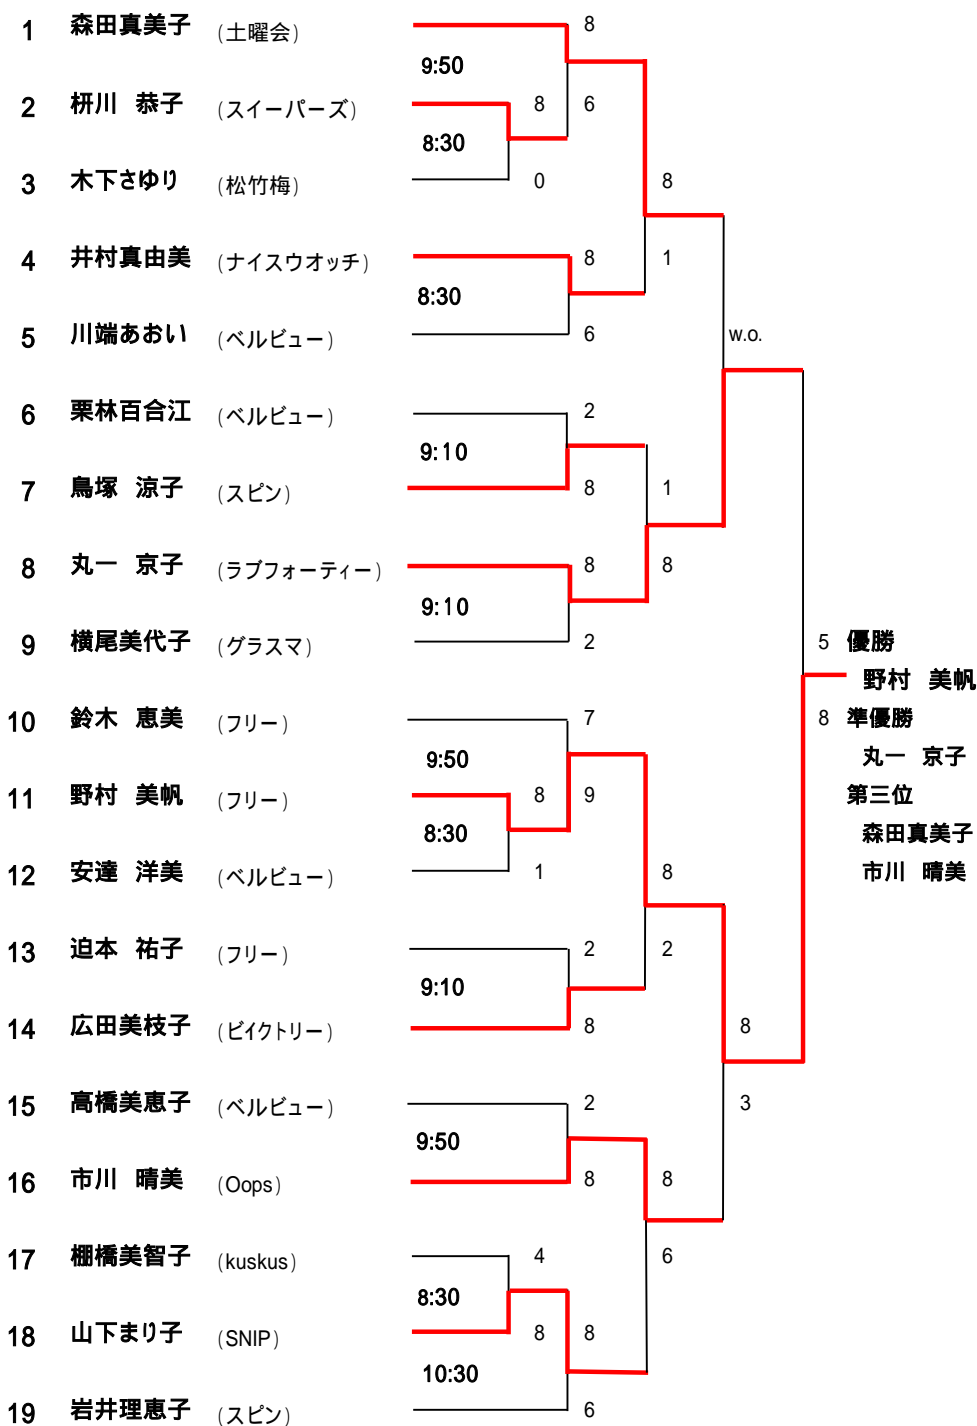 1 森田真美子 (土曜会) 8
9:50
2 枡川 恭子 (スイーパーズ) 8 6
8:30
3 木下さゆり (松竹梅) 0 8
4 井村真由美 (ナイスウオッチ) 8 1
8:30
5 川端あおい (ベルビュー) 6 w.o.
6 栗林百合江 (ベルビュー) 2
9:10
7 鳥塚 涼子 (スピン) 8 1
8 丸一 京子 (ラブフォーティー) 8 8
9:10
9 横尾美代子 (グラスマ) 2 5 優勝
野村 美帆
10 鈴木 恵美 (フリー) 7 8 準優勝
9:50 丸一 京子
11 野村 美帆 (フリー) 8 9 第三位
8:30 森田真美子
12 安達 洋美 (ベルビュー) 1 8 市川 晴美
13 迫本 祐子 (フリー) 2 2
9:10
14 広田美枝子 (ビイクトリー) 8 8
15 高橋美恵子 (ベルビュー) 2 3
9:50
16 市川 晴美 (Oops) 8 8
17 棚橋美智子 (kuskus) 4 6
8:30
18 山下まり子 (SNIP) 8 8
10:30
19 岩井理恵子 (スピン) 6